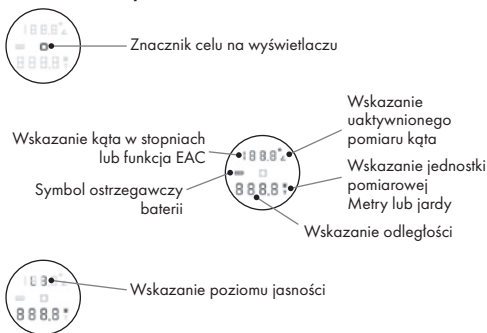 Znacznik celu na wyświetlaczu
Wskazanie kąta w stopniach
lub funkcja EAC
Symbol ostrzegawczy
baterii
Wskazanie
uaktywnionego
pomiaru kąta
Wskazanie jednostki
pomiarowej
Metry lub jardy
Wskazanie odległości
Wskazanie poziomu jasności